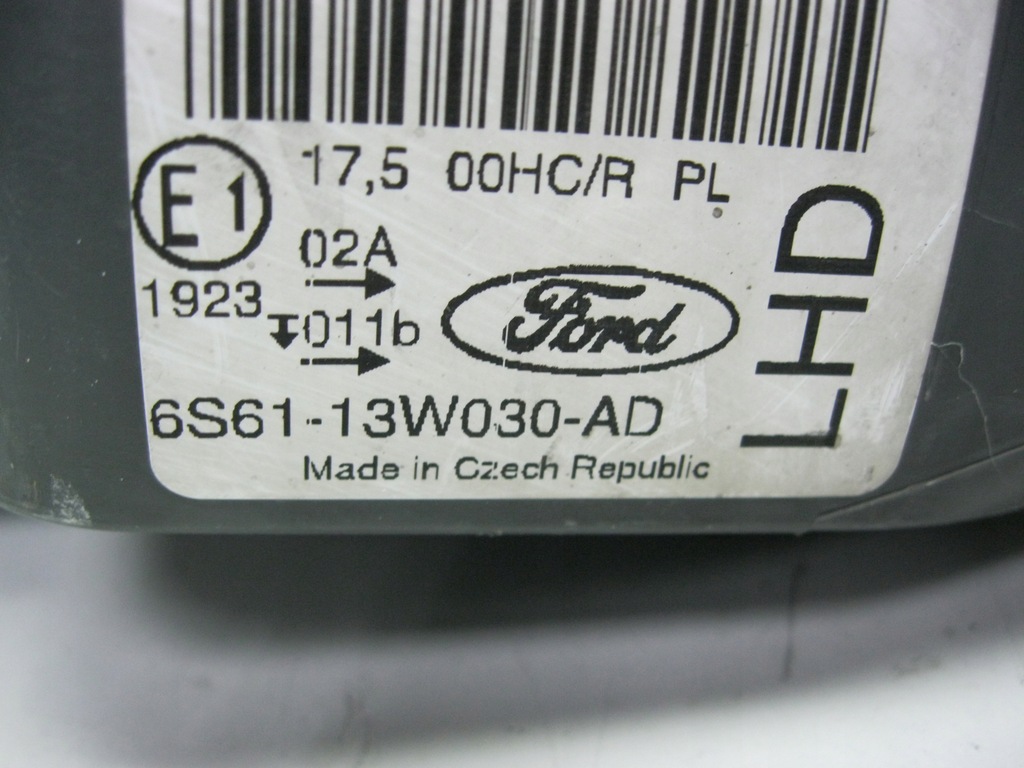 E1 17,5 00HC/R PL
02A
1923 011b
Ford
6S61-13W030-AD
Made in Czech Republic
LHD